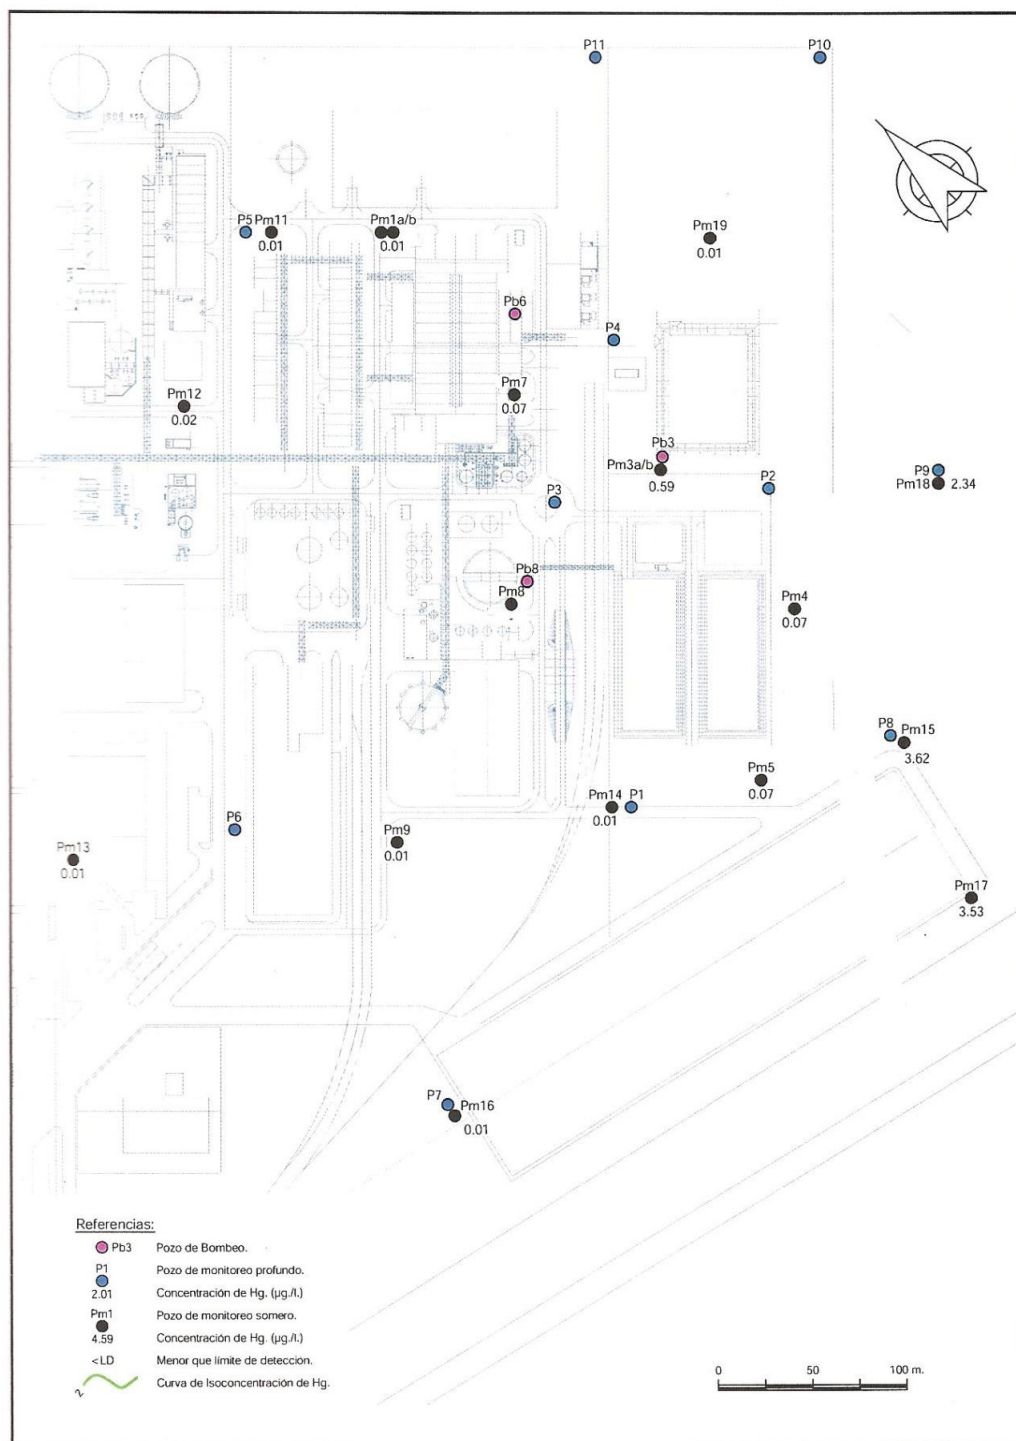 P11
P10
P5 Pm11
0.01
Pm1a/b
0.01
Pm19
0.01
Pb6
P4
Pm12
0.02
Pm7
0.07
Pb3
Pm3a/b
0.59
P2
P9
Pm18 2.34
P3
Pb8
Pm8
Pm4
0.07
P8 Pm15
3.62
Pm5
0.07
Pm14 P1
0.01
P6
Pm9
0.01
Pm13
0.01
Pm17
3.53
P7 Pm16
0.01
Referencias:
Pb3 Pozo de Bombeo.
P1 Pozo de monitoreo profundo.
2.01 Concentración de Hg. (µg./l.)
Pm1 Pozo de monitoreo somero.
4.59 Concentración de Hg. (µg./l.)
<LD Menor que límite de detección.
2 Curva de Isoconcentración de Hg.
0 50 100 m.